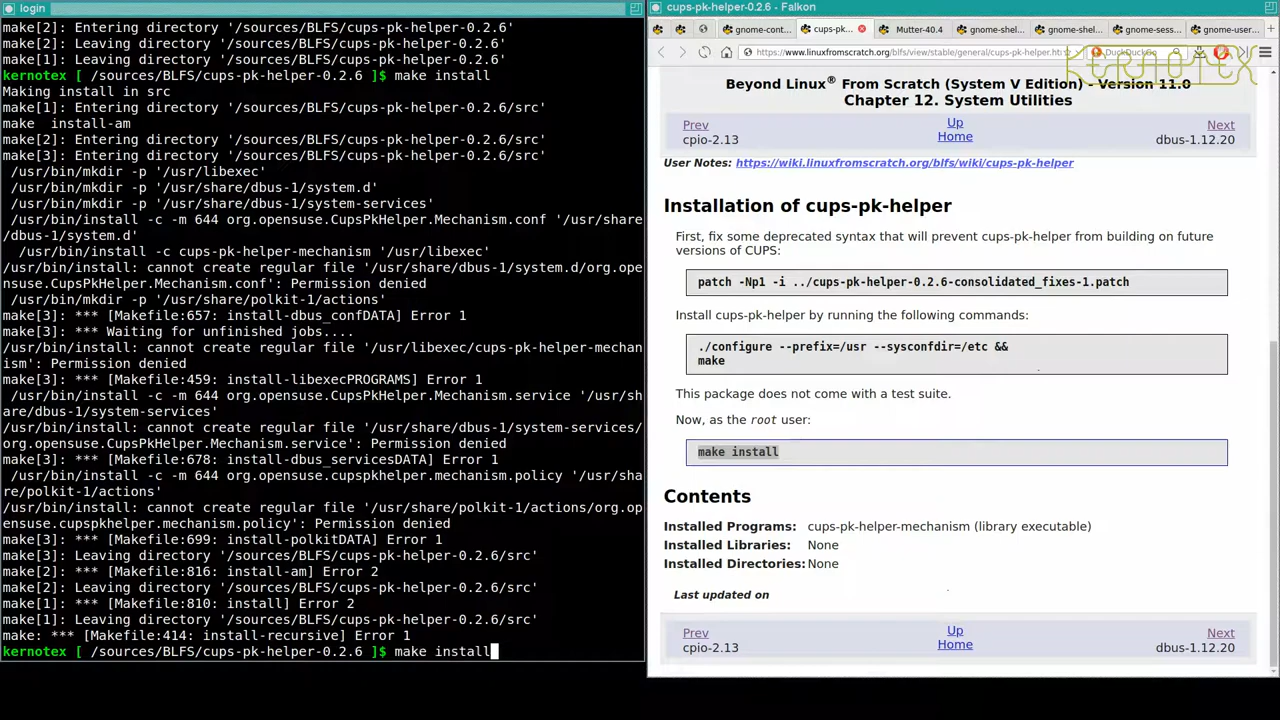 login
make[2]: Entering directory '/sources/BLFS/cups-pk-helper-0.2.6'
make[2]: Leaving directory '/sources/BLFS/cups-pk-helper-0.2.6'
make[1]: Leaving directory '/sources/BLFS/cups-pk-helper-0.2.6'
kernotex [ /sources/BLFS/cups-pk-helper-0.2.6 ]$ make install
Making install in src
make[1]: Entering directory '/sources/BLFS/cups-pk-helper-0.2.6/src'
make  install-am
make[2]: Entering directory '/sources/BLFS/cups-pk-helper-0.2.6/src'
make[3]: Entering directory '/sources/BLFS/cups-pk-helper-0.2.6/src'
 /usr/bin/mkdir -p '/usr/libexec'
 /usr/bin/mkdir -p '/usr/share/dbus-1/system.d'
 /usr/bin/mkdir -p '/usr/share/dbus-1/system-services'
 /usr/bin/install -c -m 644 org.opensuse.CupsPkHelper.Mechanism.conf '/usr/share
/dbus-1/system.d'
  /usr/bin/install -c cups-pk-helper-mechanism '/usr/libexec'
/usr/bin/install: cannot create regular file '/usr/share/dbus-1/system.d/org.ope
nsuse.CupsPkHelper.Mechanism.conf': Permission denied
 /usr/bin/mkdir -p '/usr/share/polkit-1/actions'
make[3]: *** [Makefile:657: install-dbus_confDATA] Error 1
make[3]: *** Waiting for unfinished jobs....
/usr/bin/install: cannot create regular file '/usr/libexec/cups-pk-helper-mechan
ism': Permission denied
make[3]: *** [Makefile:459: install-libexecPROGRAMS] Error 1
 /usr/bin/install -c -m 644 org.opensuse.CupsPkHelper.Mechanism.service '/usr/sh
are/dbus-1/system-services'
/usr/bin/install: cannot create regular file '/usr/share/dbus-1/system-services/
org.opensuse.CupsPkHelper.Mechanism.service': Permission denied
make[3]: *** [Makefile:678: install-dbus_servicesDATA] Error 1
 /usr/bin/install -c -m 644 org.opensuse.cupspkhelper.mechanism.policy '/usr/sha
re/polkit-1/actions'
/usr/bin/install: cannot create regular file '/usr/share/polkit-1/actions/org.op
ensuse.cupspkhelper.mechanism.policy': Permission denied
make[3]: *** [Makefile:699: install-polkitDATA] Error 1
make[3]: Leaving directory '/sources/BLFS/cups-pk-helper-0.2.6/src'
make[2]: *** [Makefile:816: install-am] Error 2
make[2]: Leaving directory '/sources/BLFS/cups-pk-helper-0.2.6/src'
make[1]: *** [Makefile:810: install] Error 2
make[1]: Leaving directory '/sources/BLFS/cups-pk-helper-0.2.6/src'
make: *** [Makefile:414: install-recursive] Error 1
kernotex [ /sources/BLFS/cups-pk-helper-0.2.6 ]$ make install
cups-pk-helper-0.2.6 - Falkon
gnome-cont... cups-pk... Mutter-40.4 gnome-shel... gnome-shel... gnome-sess... gnome-user...
https://www.linuxfromscratch.org/blfs/view/stable/general/cups-pk-helper.ht DuckDuckGo
KERNOTEX
Beyond Linux® From Scratch (System V Edition) - Version 11.0
Chapter 12. System Utilities
Prev Up Next
cpio-2.13 Home dbus-1.12.20
User Notes: https://wiki.linuxfromscratch.org/blfs/wiki/cups-pk-helper
Installation of cups-pk-helper
First, fix some deprecated syntax that will prevent cups-pk-helper from building on future
versions of CUPS:
patch -Np1 -i ../cups-pk-helper-0.2.6-consolidated_fixes-1.patch
Install cups-pk-helper by running the following commands:
./configure --prefix=/usr --sysconfdir=/etc &&
make
This package does not come with a test suite.
Now, as the root user:
make install
Contents
Installed Programs: cups-pk-helper-mechanism (library executable)
Installed Libraries: None
Installed Directories: None
Last updated on
Prev Up Next
cpio-2.13 Home dbus-1.12.20